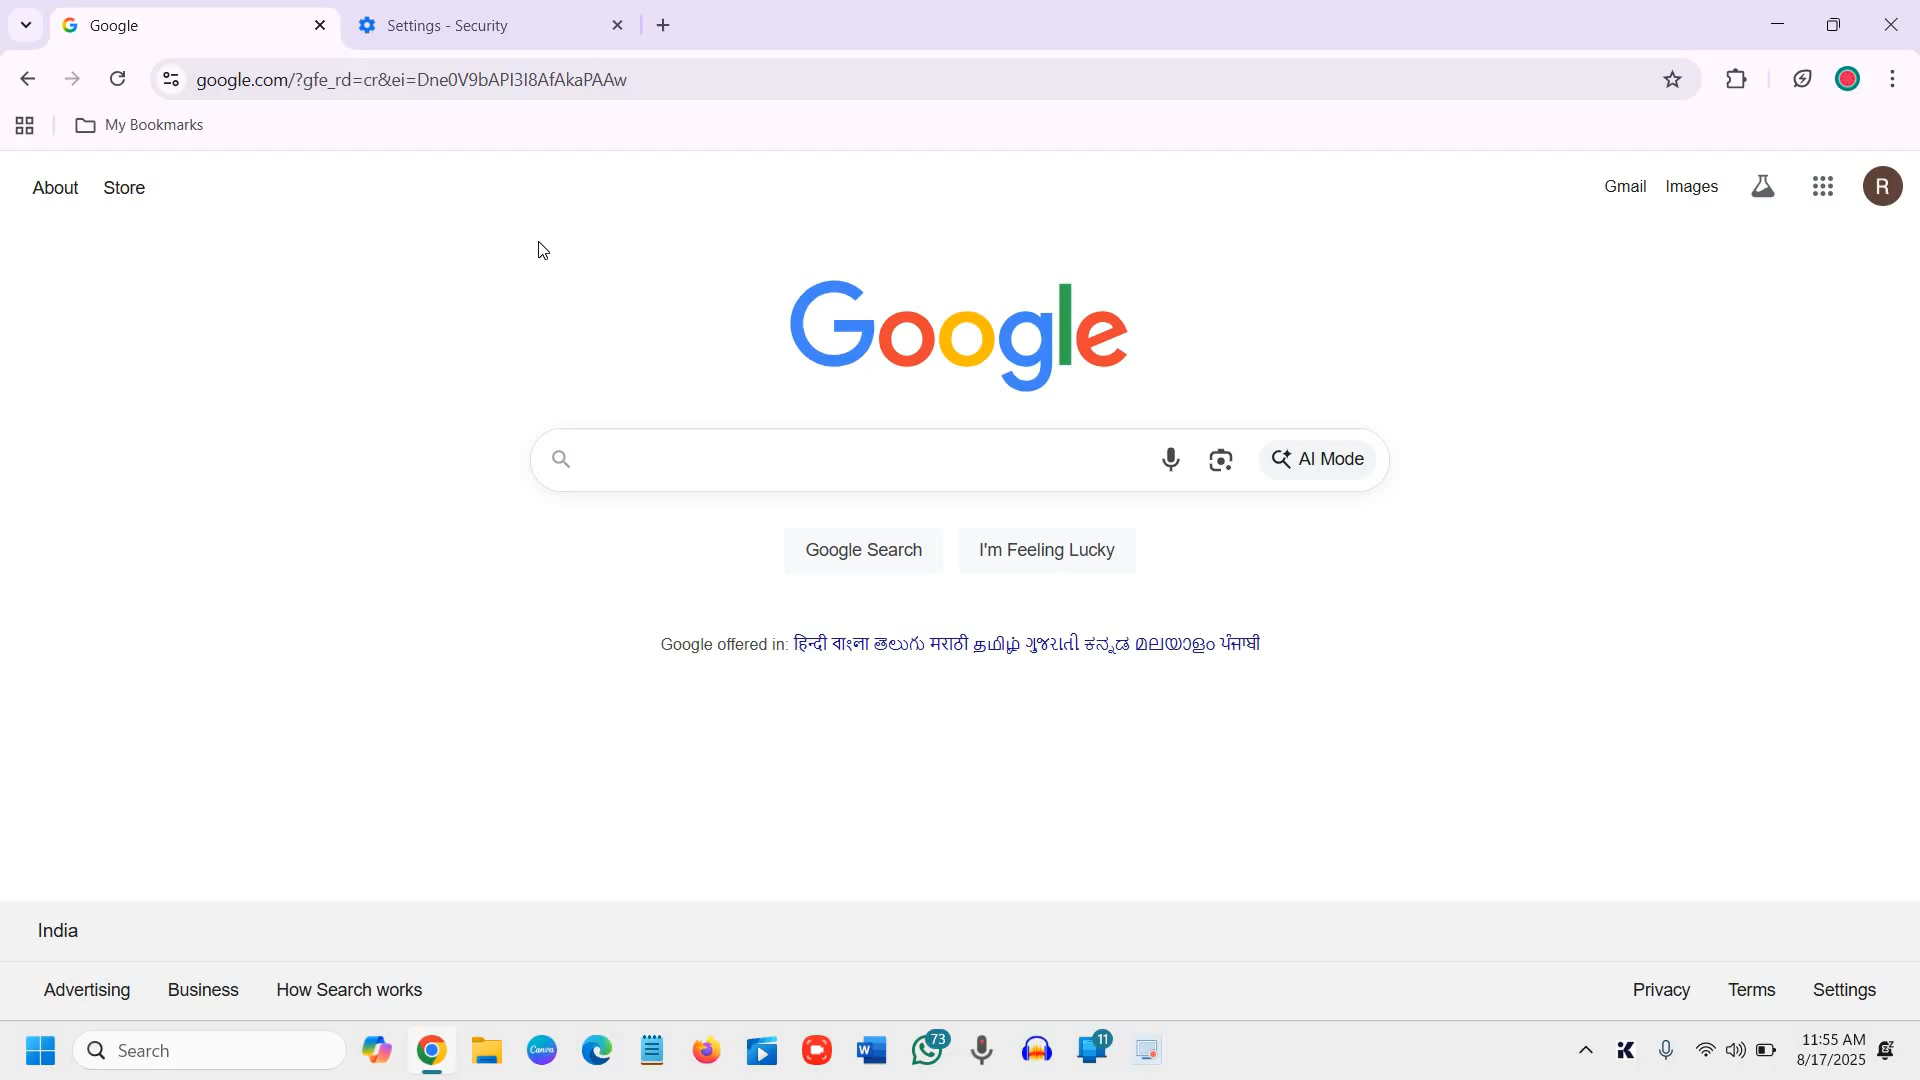 Google
Settings - Security
google.com/?gfe_rd=cr&ei=Dne0V9bAPI3I8AfAkaPAAw
My Bookmarks
About Store
Gmail Images
R
Google
AI Mode
Google Search
I'm Feeling Lucky
Google offered in: हिन्दी বাংলা తెలుగు मराठी தமிழ் ગુજરાતી ಕನ್ನಡ മലയാളം ਪੰਜਾਬੀ
India
Advertising Business How Search works
Privacy Terms Settings
Search
Canva
W
73
11
K
11:55 AM
8/17/2025